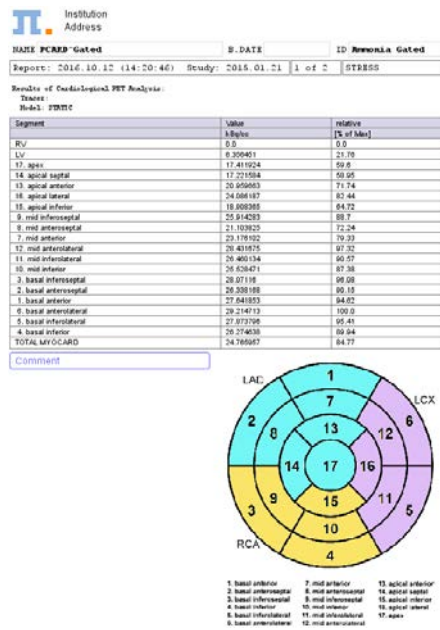 Institution
Address
NAME PCARD^Gated B.DATE ID Ammonia Gated
Report: 2016.10.12 (14:20:46) Study: 2015.01.21 1 of 2 STRESS
Results of Cardiological PET Analysis:
Tracer:
Model: STATIC
Segment Value relative
kBq/cc [% of Max]
RV 0.0 0.0
LV 6.356451 21.76
17. apex 17.411924 59.6
14. apical septal 17.221584 58.95
13. apical anterior 20.959663 71.74
16. apical lateral 24.086187 82.44
15. apical inferior 18.908365 64.72
9. mid inferoseptal 25.914283 88.7
8. mid anteroseptal 21.103825 72.24
7. mid anterior 23.176102 79.33
12. mid anterolateral 28.431675 97.32
11. mid inferolateral 26.460134 90.57
10. mid inferior 25.528471 87.38
3. basal inferoseptal 28.07116 96.08
2. basal anteroseptal 26.338168 90.15
1. basal anterior 27.641853 94.62
6. basal anterolateral 29.214713 100.0
5. basal inferolateral 27.873796 95.41
4. basal inferior 26.274638 89.94
TOTAL MYOCARD 24.765957 84.77
Comment
LAD
LCX
RCA
1
7
13
2
8
14
17
16
12
6
3
9
15
10
4
11
5
1. basal anterior 7. mid anterior 13. apical anterior
2. basal anteroseptal 8. mid anteroseptal 14. apical septal
3. basal inferoseptal 9. mid inferoseptal 15. apical inferior
4. basal inferior 10. mid inferior 16. apical lateral
5. basal inferolateral 11. mid inferolateral 17. apex
6. basal anterolateral 12. mid anterolateral